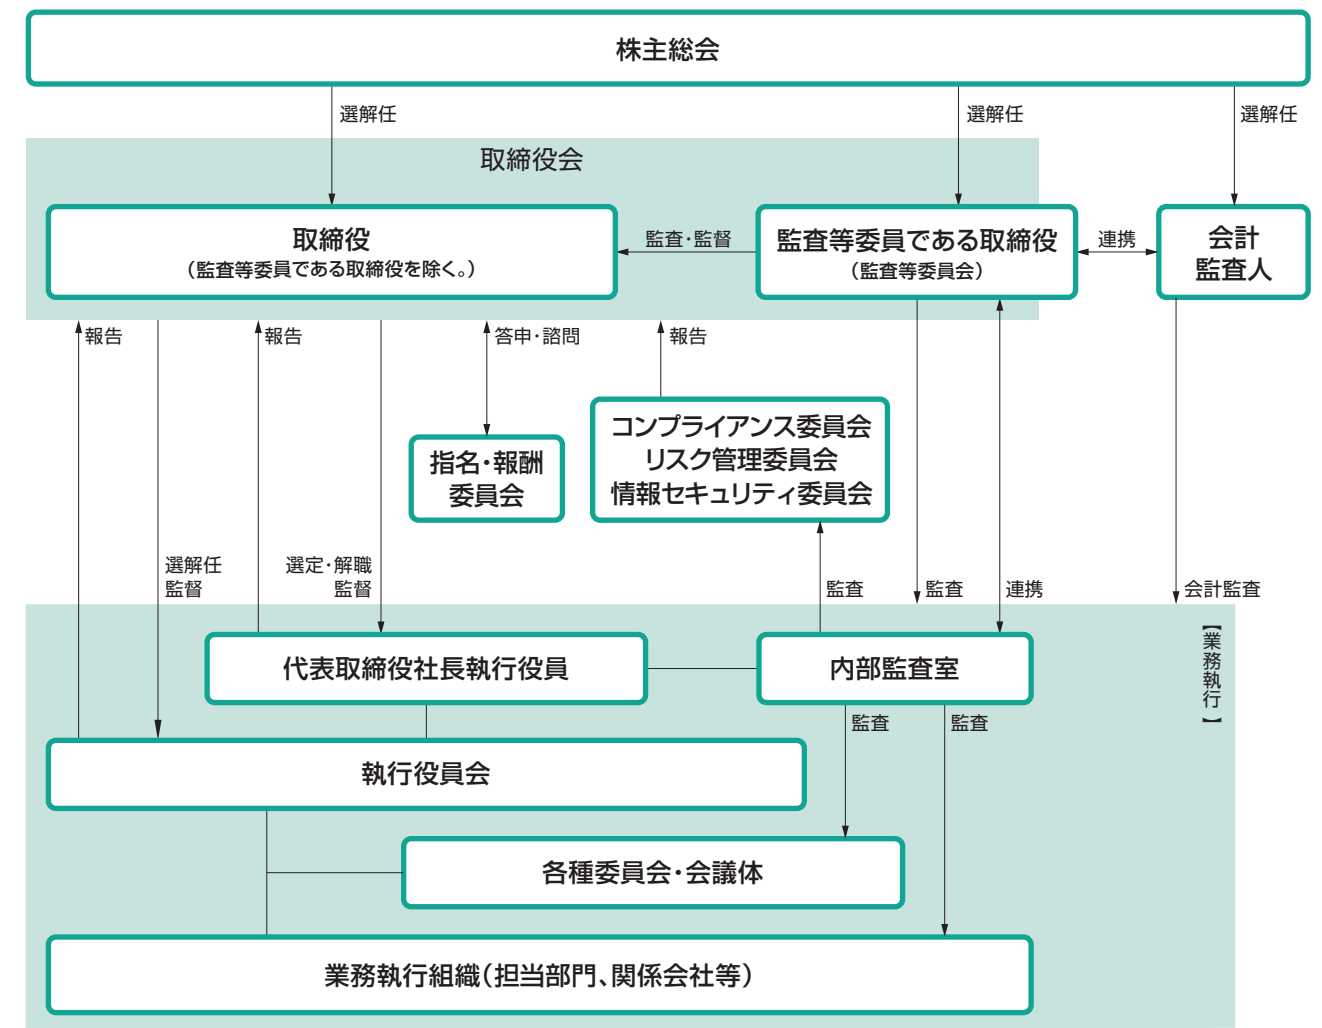 株主総会
選解任
選解任
選解任
取締役会
取締役
（監査等委員である取締役を除く。）
監査・監督
監査等委員である取締役
（監査等委員会）
連携
会計
監査人
報告
報告
答申・諮問
報告
コンプライアンス委員会
リスク管理委員会
情報セキュリティ委員会
指名・報酬
委員会
選解任
監督
選定・解職
監督
監査
監査
連携
会計監査
【業務執行】
代表取締役社長執行役員
内部監査室
監査
監査
執行役員会
各種委員会・会議体
業務執行組織（担当部門、関係会社等）